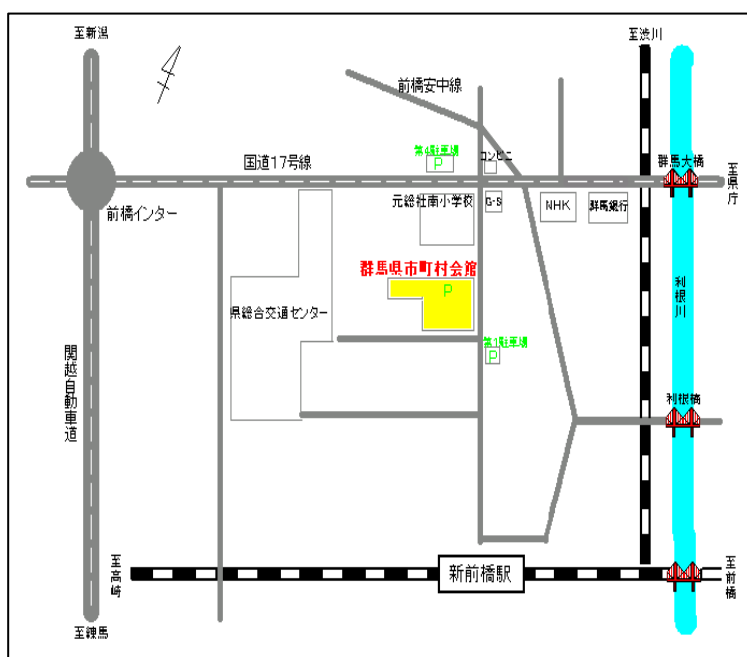 至新潟
至渋川
前橋安中線
第4駐車場
P
コンビニ
国道17号線
群馬大橋
至県庁
前橋インター
元総社南小学校
G・S
NHK
群馬銀行
群馬県市町村会館
P
利根川
県総合交通センター
第1駐車場
P
関越自動車道
利根橋
至高崎
新前橋駅
至前橋
至練馬